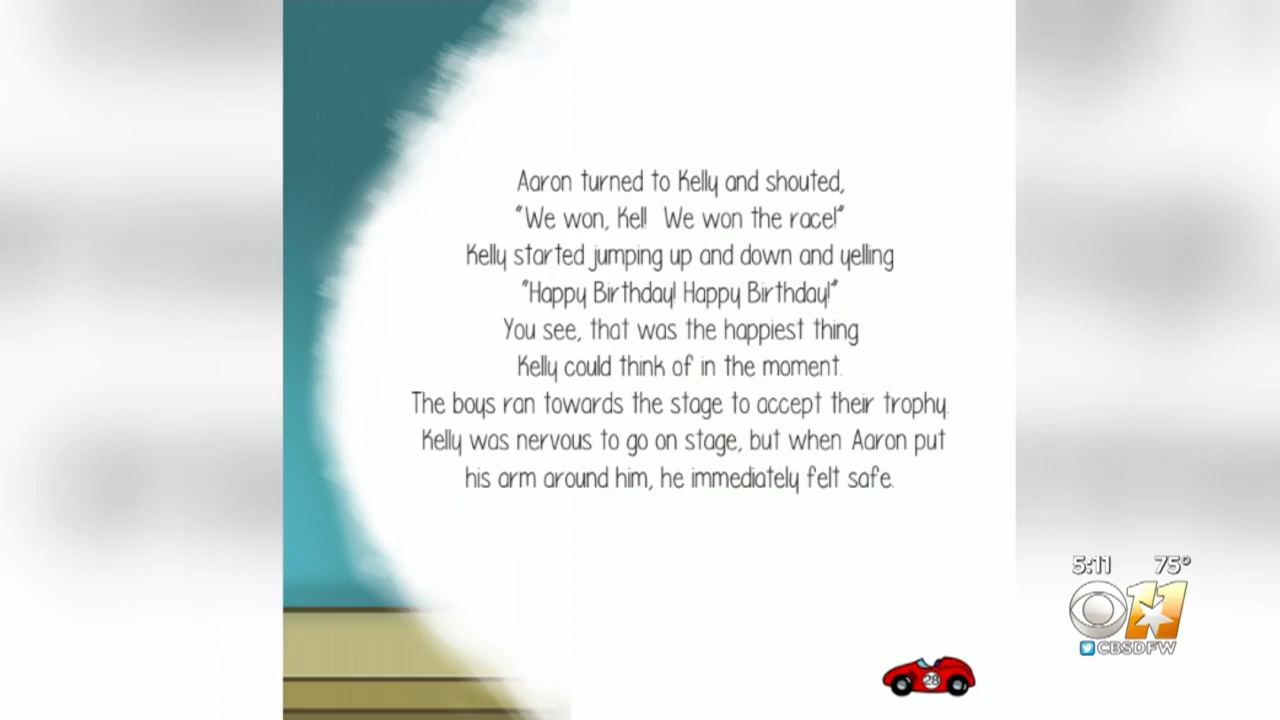 Aaron turned to Kelly and shouted,
"We won, Kel! We won the race!"
Kelly started jumping up and down and yelling
"Happy Birthday! Happy Birthday!"
You see, that was the happiest thing
Kelly could think of in the moment.
The boys ran towards the stage to accept their trophy.
Kelly was nervous to go on stage, but when Aaron put
his arm around him, he immediately felt safe.
28
5:11 75°
11
CBSDFW